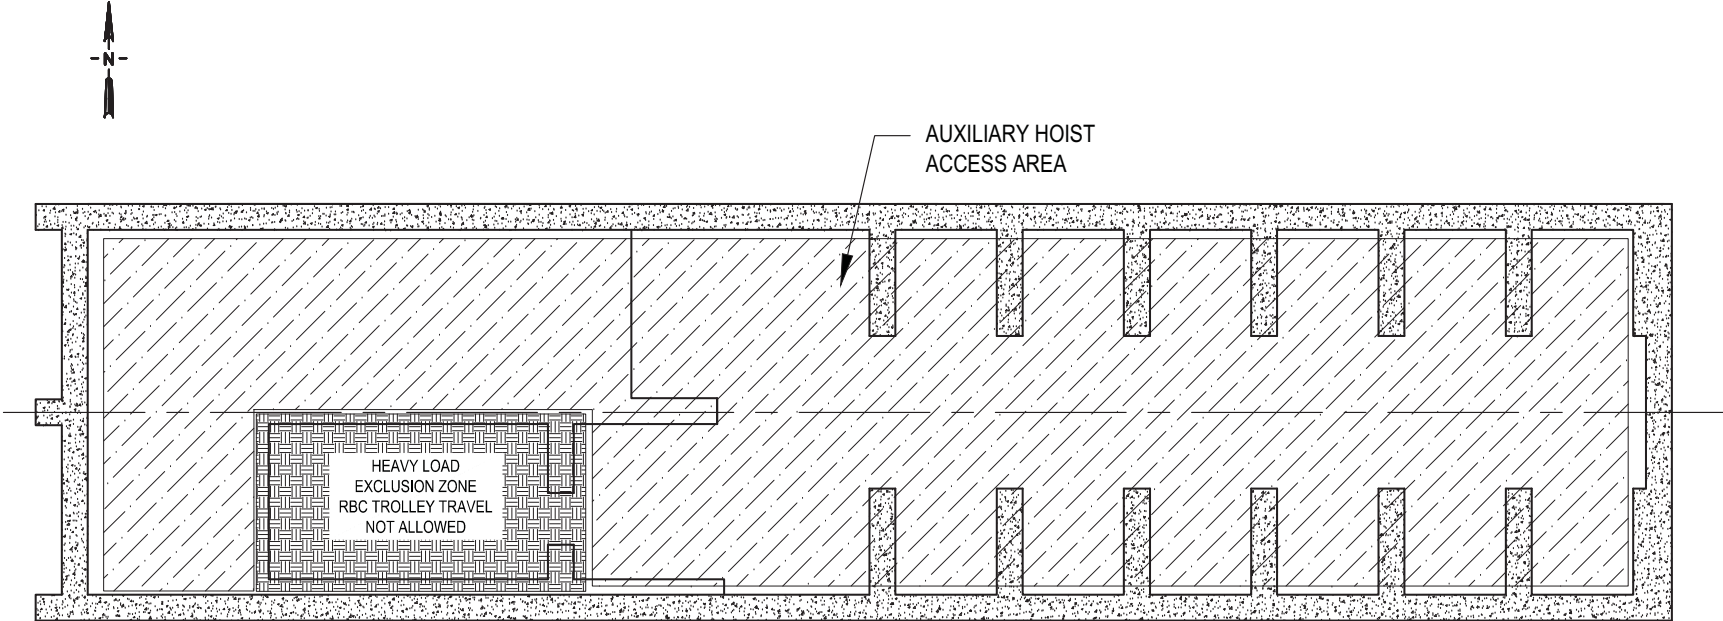 N
AUXILIARY HOIST
ACCESS AREA
HEAVY LOAD
EXCLUSION ZONE
RBC TROLLEY TRAVEL
NOT ALLOWED